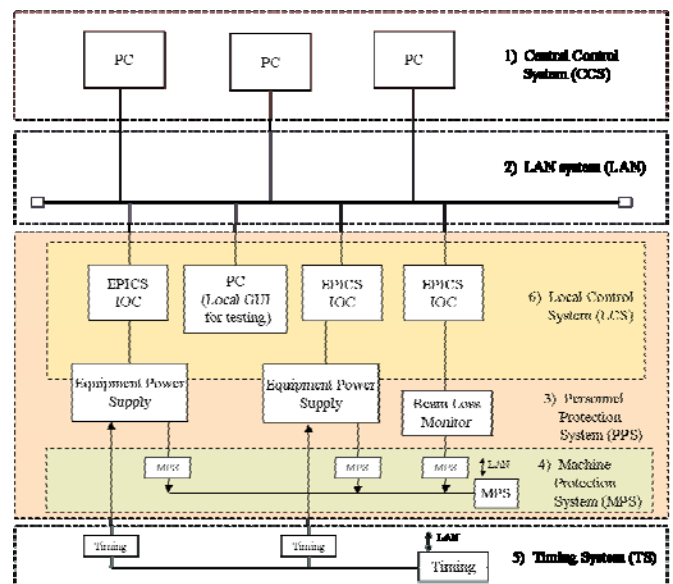 PC
PC
PC
1) Central Control
System (CCS)
2) LAN system (LAN)
EPICS
IOC
PC
(Local GUI
for testing)
EPICS
IOC
EPICS
IOC
6) Local Control
System (LCS)
Equipment Power
Supply
Equipment Power
Supply
Beam Loss
Monitor
3) Personnel
Protection
System (PPS)
MPS
MPS
MPS
LAN
MPS
4) Machine
Protection
System (MPS)
Timing
Timing
LAN
Timing
5) Timing System (TS)